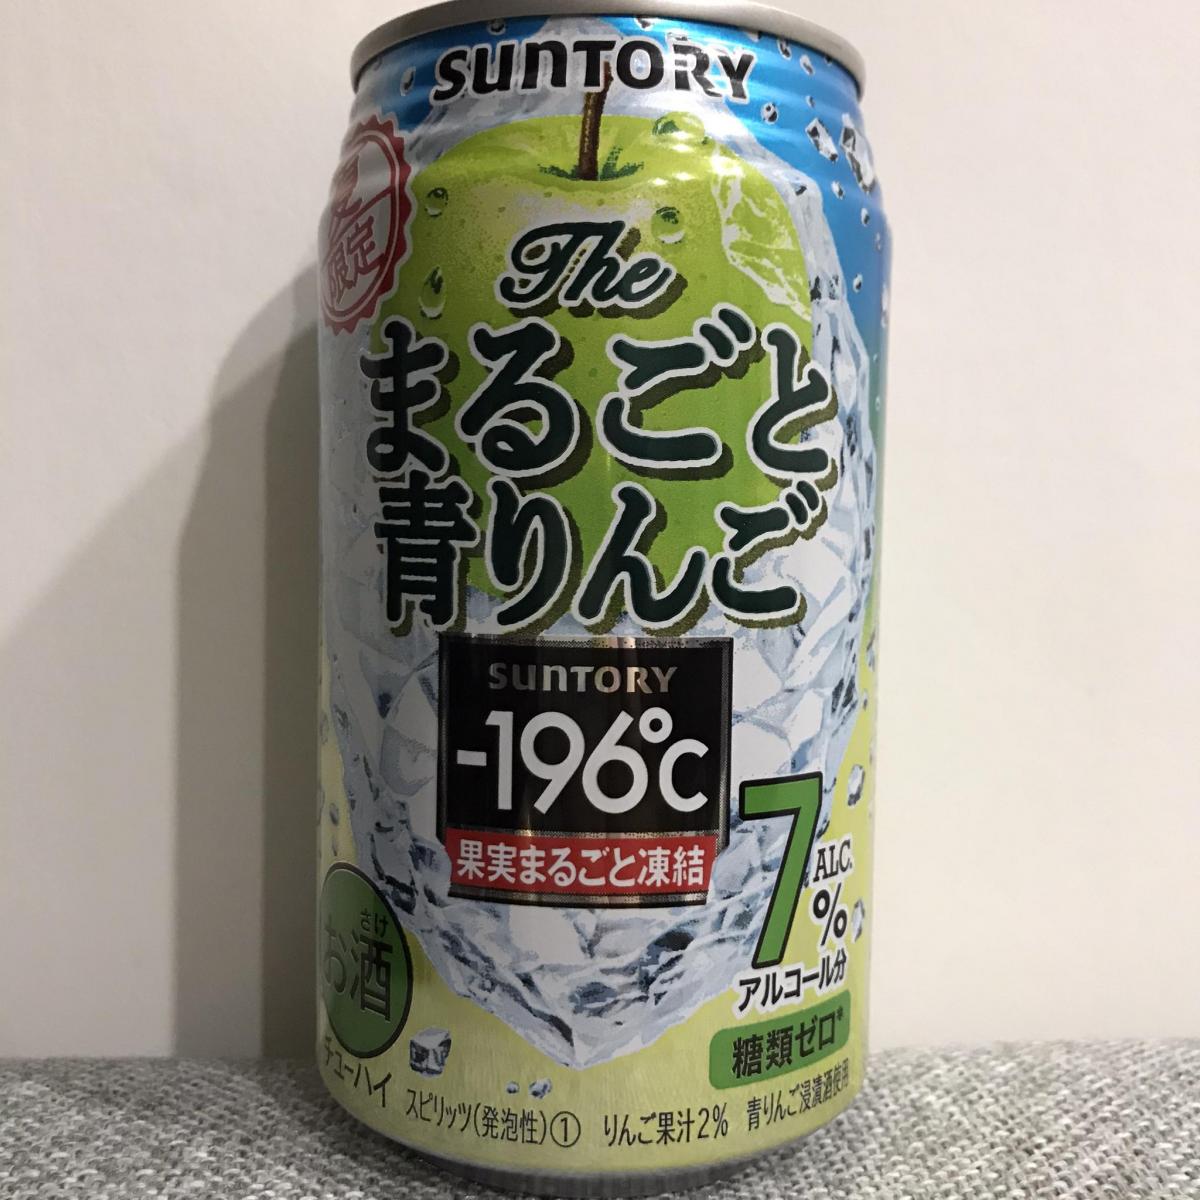 SUNTORY
夏
限定
The
まるごと
青りんご
SUNTORY
-196℃
果実まるごと凍結
7
ALC.
%
アルコール分
さけ
お酒
糖類ゼロ*
チューハイ
スピリッツ(発泡性)① りんご果汁2% 青りんご浸漬酒使用